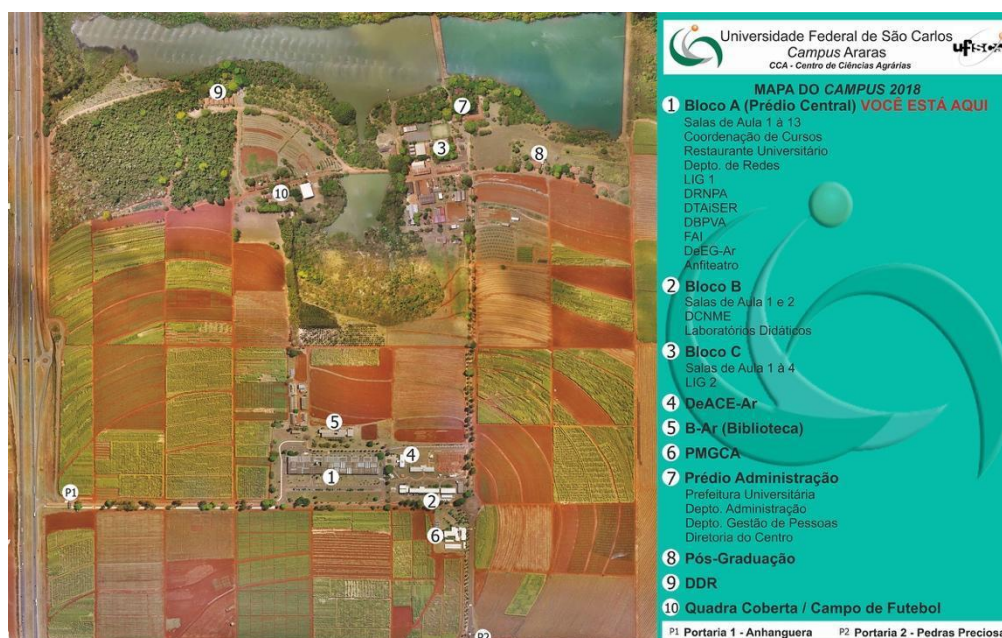 Universidade Federal de São Carlos
Campus Araras
CCA - Centro de Ciências Agrárias
ufscar
MAPA DO CAMPUS 2018
1 Bloco A (Prédio Central) VOCÊ ESTÁ AQUI
Salas de Aula 1 à 13
Coordenação de Cursos
Restaurante Universitário
Depto. de Redes
LIG 1
DRNPA
DTAiSER
DBPVA
FAI
DeEG-Ar
Anfiteatro
2 Bloco B
Salas de Aula 1 e 2
DCNME
Laboratórios Didáticos
3 Bloco C
Salas de Aula 1 à 4
LIG 2
4 DeACE-Ar
5 B-Ar (Biblioteca)
6 PMGCA
7 Prédio Administração
Prefeitura Universitária
Depto. Administração
Depto. Gestão de Pessoas
Diretoria do Centro
8 Pós-Graduação
9 DDR
10 Quadra Coberta / Campo de Futebol
P1 Portaria 1 - Anhanguera P2 Portaria 2 - Pedras Preciosa
9
7
3
8
10
5
4
1
P1
2
6
P2